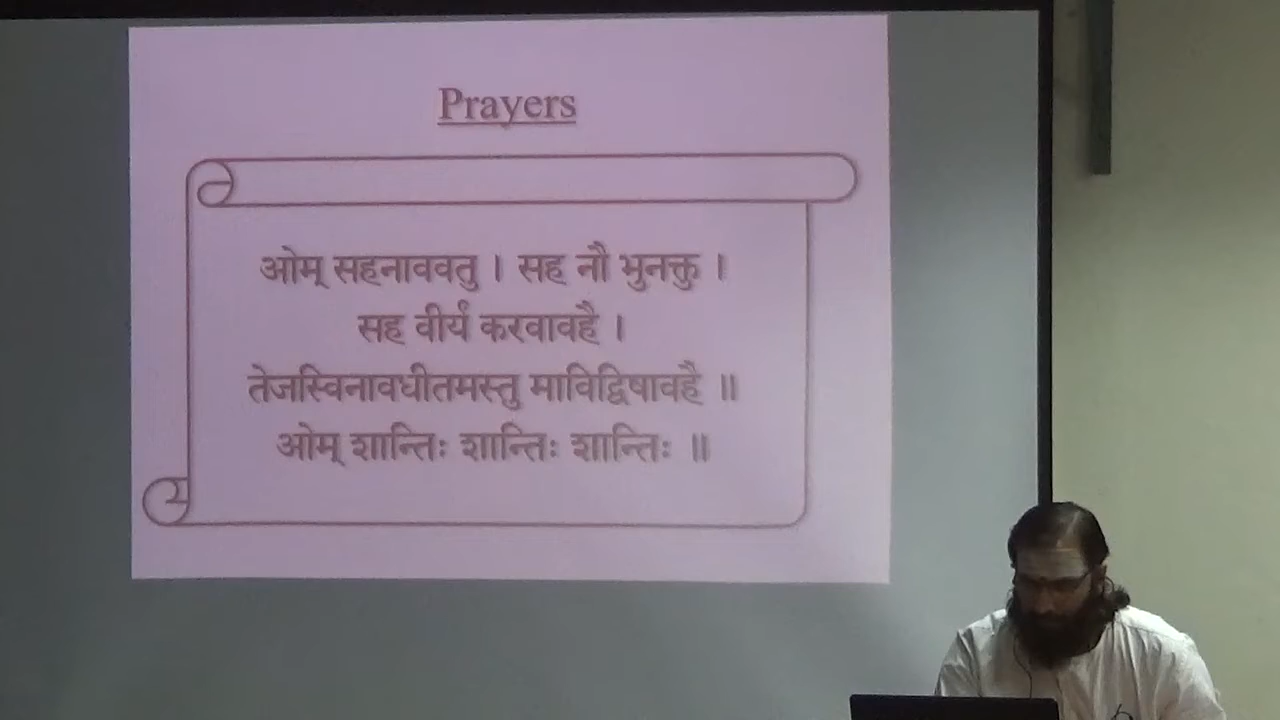 Prayers
ओम् सहनाववतु । सह नौ भुनक्तु ।
सह वीर्यं करवावहै ।
तेजस्विनावधीतमस्तु माविद्विषावहै ॥
ओम् शान्तिः शान्तिः शान्तिः ॥